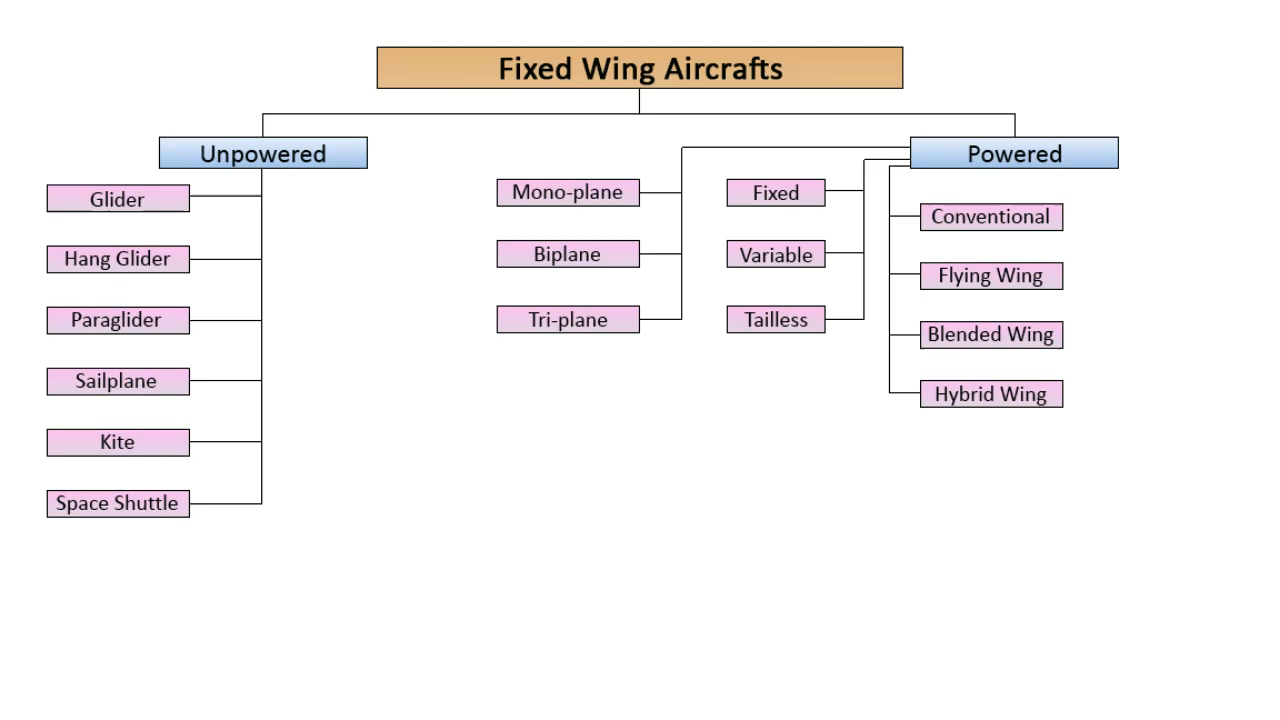 Fixed Wing Aircrafts
Unpowered
Powered
Glider
Hang Glider
Paraglider
Sailplane
Kite
Space Shuttle
Mono-plane
Biplane
Tri-plane
Fixed
Variable
Tailless
Conventional
Flying Wing
Blended Wing
Hybrid Wing